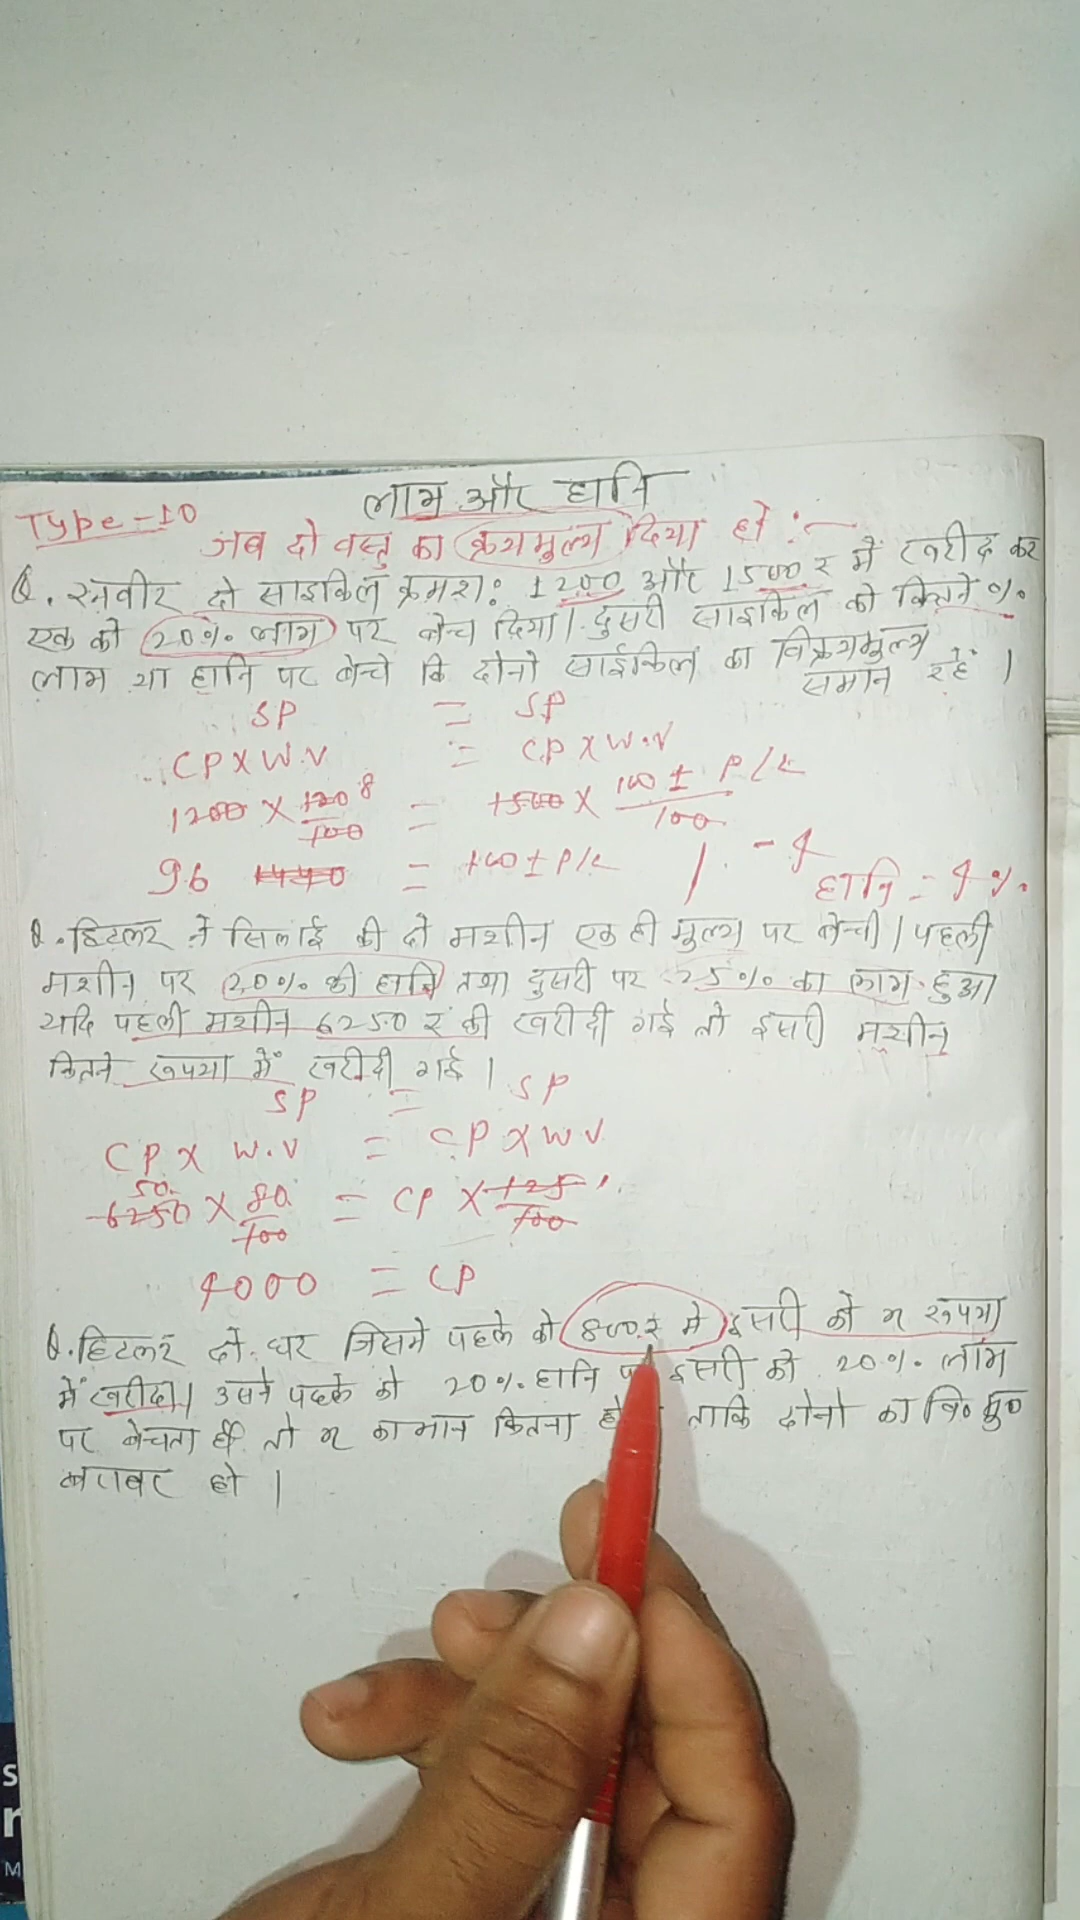 लाभ और हानि
Type-10
जब दो वस्तु का क्रयमुल्य दिया हो :-
Q. रनवीर दो साइकिल क्रमश: 1200 और 1500 ₹ में खरीद कर
एक को 20% लाभ पर बेच दिया। दुसरी साइकिल को कितने %
लाभ या हानि पर बेचे कि दोनो साईकिल का विक्रयमुल्य
समान रहें ।
SP = SP
CP X W.V = CP X W.V
1200 X 120 8 / 100 = 1500 X 100 ± P/L / 100
96 1440 = 100 ± P/L | - 4
हानि = 4%
Q. हिटलर ने सिलाई की दो मशीन एक ही मुल्य पर बेन्ची। पहली
मशीन पर 20% की हानि तथा दुसरी पर 25% का लाभ हुआ
यदि पहली मशीन 6250 ₹ की खरीदी गई तो दुसरी मशीन
कितने रूपया में खरीदी गई ।
SP = SP
CP X W.V = CP X W V
50
6250 X 80 / 100 = CP X 125 / 100
4000 = CP
Q. हिटलर दो घर जिसमे पहले को 800 ₹ मे दुसरी को x रूपया
में खरीदा। उसने पहले को 20% हानि दुसरी को 20% लाभ
पर बेचता है तो x का मान कितना ताकि दोनो का वि० मु०
बराबर हो ।